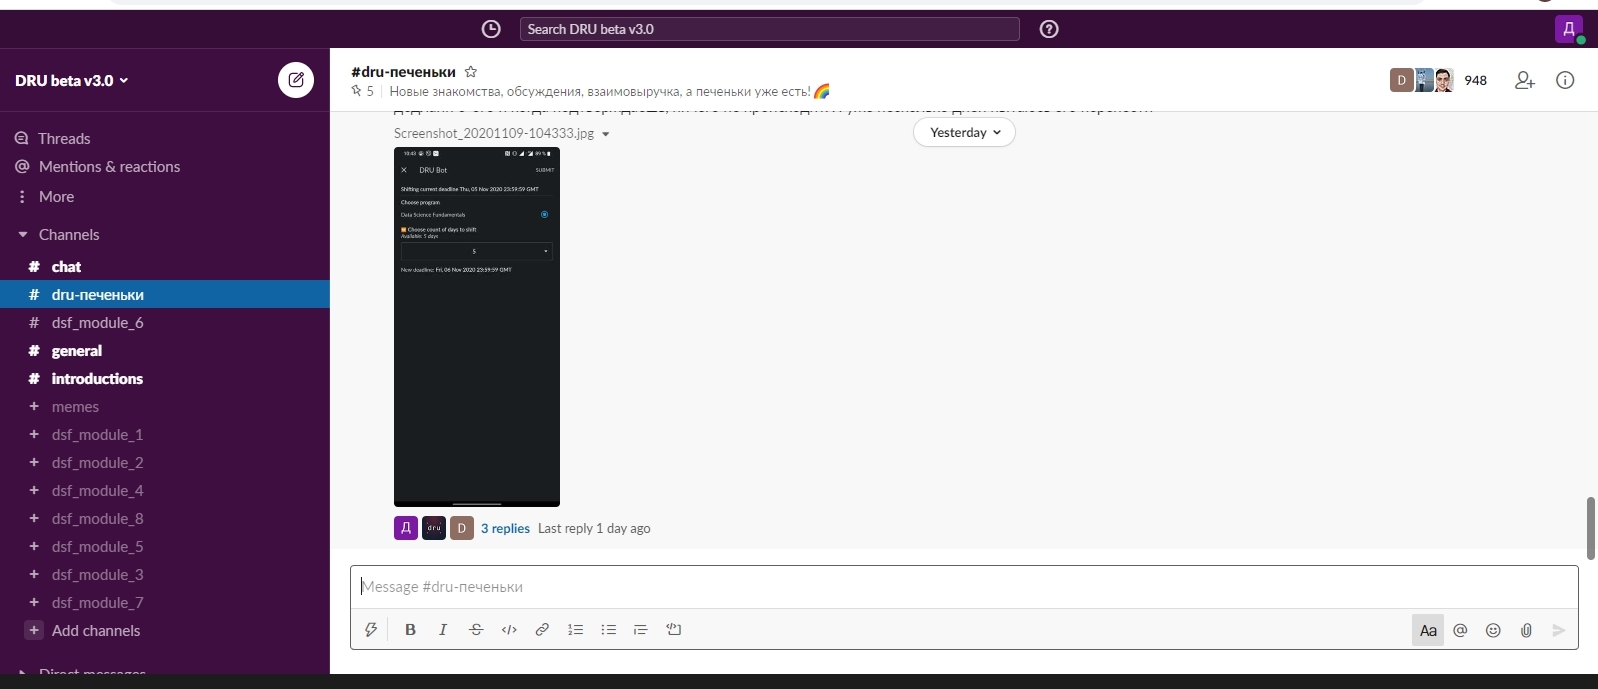 Search DRU beta v3.0
Д
DRU beta v3.0
#dru-печеньки
5 Новые знакомства, обсуждения, взаимовыручка, а печеньки уже есть!
D 948
Threads
Mentions & reactions
More
Channels
# chat
# dru-печеньки
# dsf_module_6
# general
# introductions
+ memes
+ dsf_module_1
+ dsf_module_2
+ dsf_module_4
+ dsf_module_8
+ dsf_module_5
+ dsf_module_3
+ dsf_module_7
+ Add channels
Direct messages
Screenshot_20201109-104333.jpg
Yesterday
10:43
89 %
DRU Bot
SUBMIT
Shifting current deadline Thu, 05 Nov 2020 23:59:59 GMT
Choose program
Data Science Fundamentals
Choose count of days to shift
Available: 5 days
5
New deadline: Fri, 06 Nov 2020 23:59:59 GMT
Д dru D 3 replies Last reply 1 day ago
Message #dru-печеньки
B I S </> Aa @